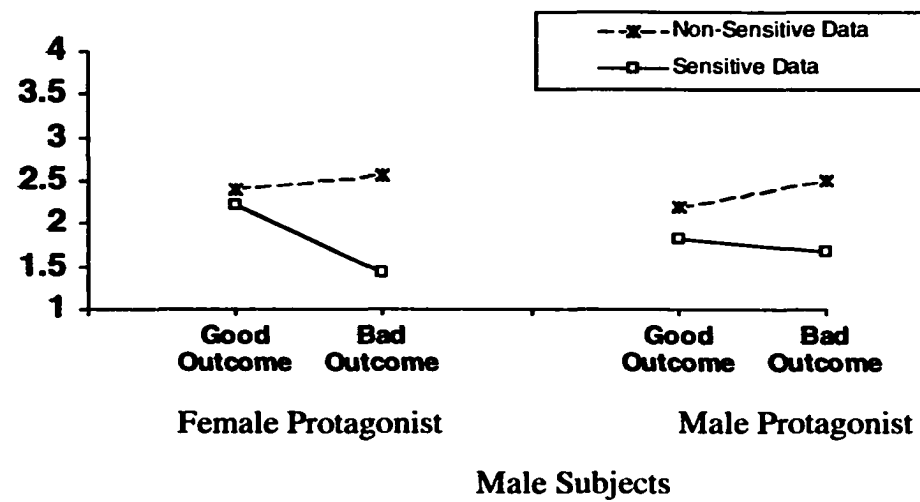 Non-Sensitive Data
Sensitive Data
4
3.5
3
2.5
2
1.5
1
Good Outcome
Bad Outcome
Good Outcome
Bad Outcome
Female Protagonist
Male Protagonist
Male Subjects